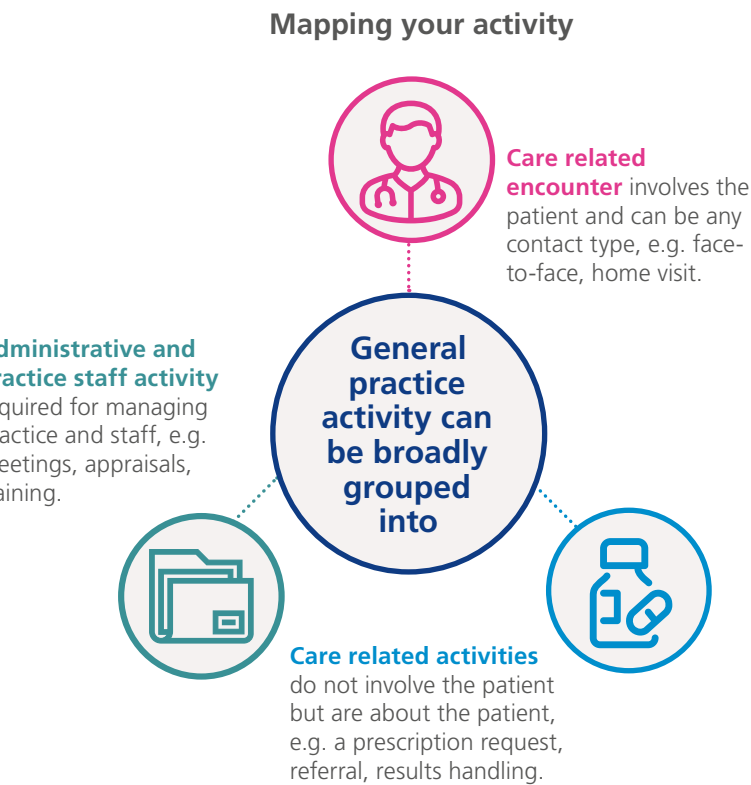 Mapping your activity
Care related
encounter involves the
patient and can be any
contact type, e.g. face-
to-face, home visit.
General
practice
activity can
be broadly
grouped
into
dministrative and
ractice staff activity
quired for managing
actice and staff, e.g.
eetings, appraisals,
aining.
Care related activities
do not involve the patient
but are about the patient,
e.g. a prescription request,
referral, results handling.